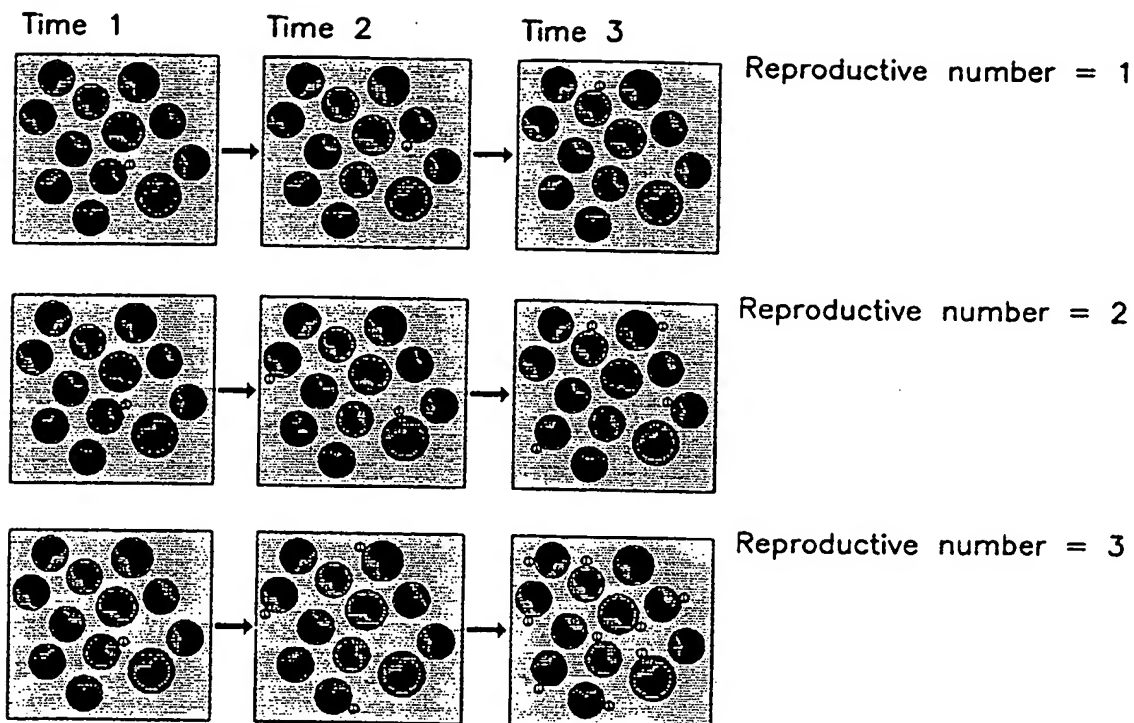 Time 1
Time 2
Time 3
Reproductive number = 1
Reproductive number = 2
Reproductive number = 3